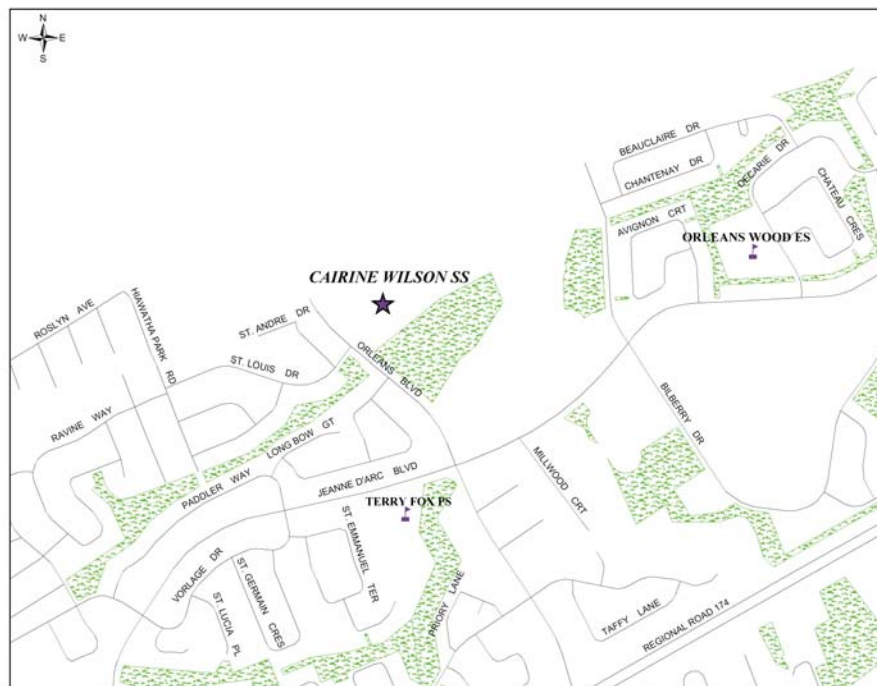 N
W E
S
BEAUCLAIRE DR
CHANTENAY DR
DECARIE DR
CHATEAU CRES
AVIGNON CRT
ORLEANS WOOD ES
CAIRINE WILSON SS
ROSLYN AVE
HIAWATHA PARK RD
ST. ANDRE DR
ST. LOUIS DR
ORLEANS BLVD
RAVINE WAY
LONG BOW GT
PADDLER WAY
JEANNE D'ARC BLVD
BILBERRY DR
MILLWOOD CRT
TERRY FOX PS
ST. EMMANUEL TER
VORLAGE DR
ST. GERMAIN CRES
ST. LUCIA PL
PRIORY LANE
TAFFY LANE
REGIONAL ROAD 174